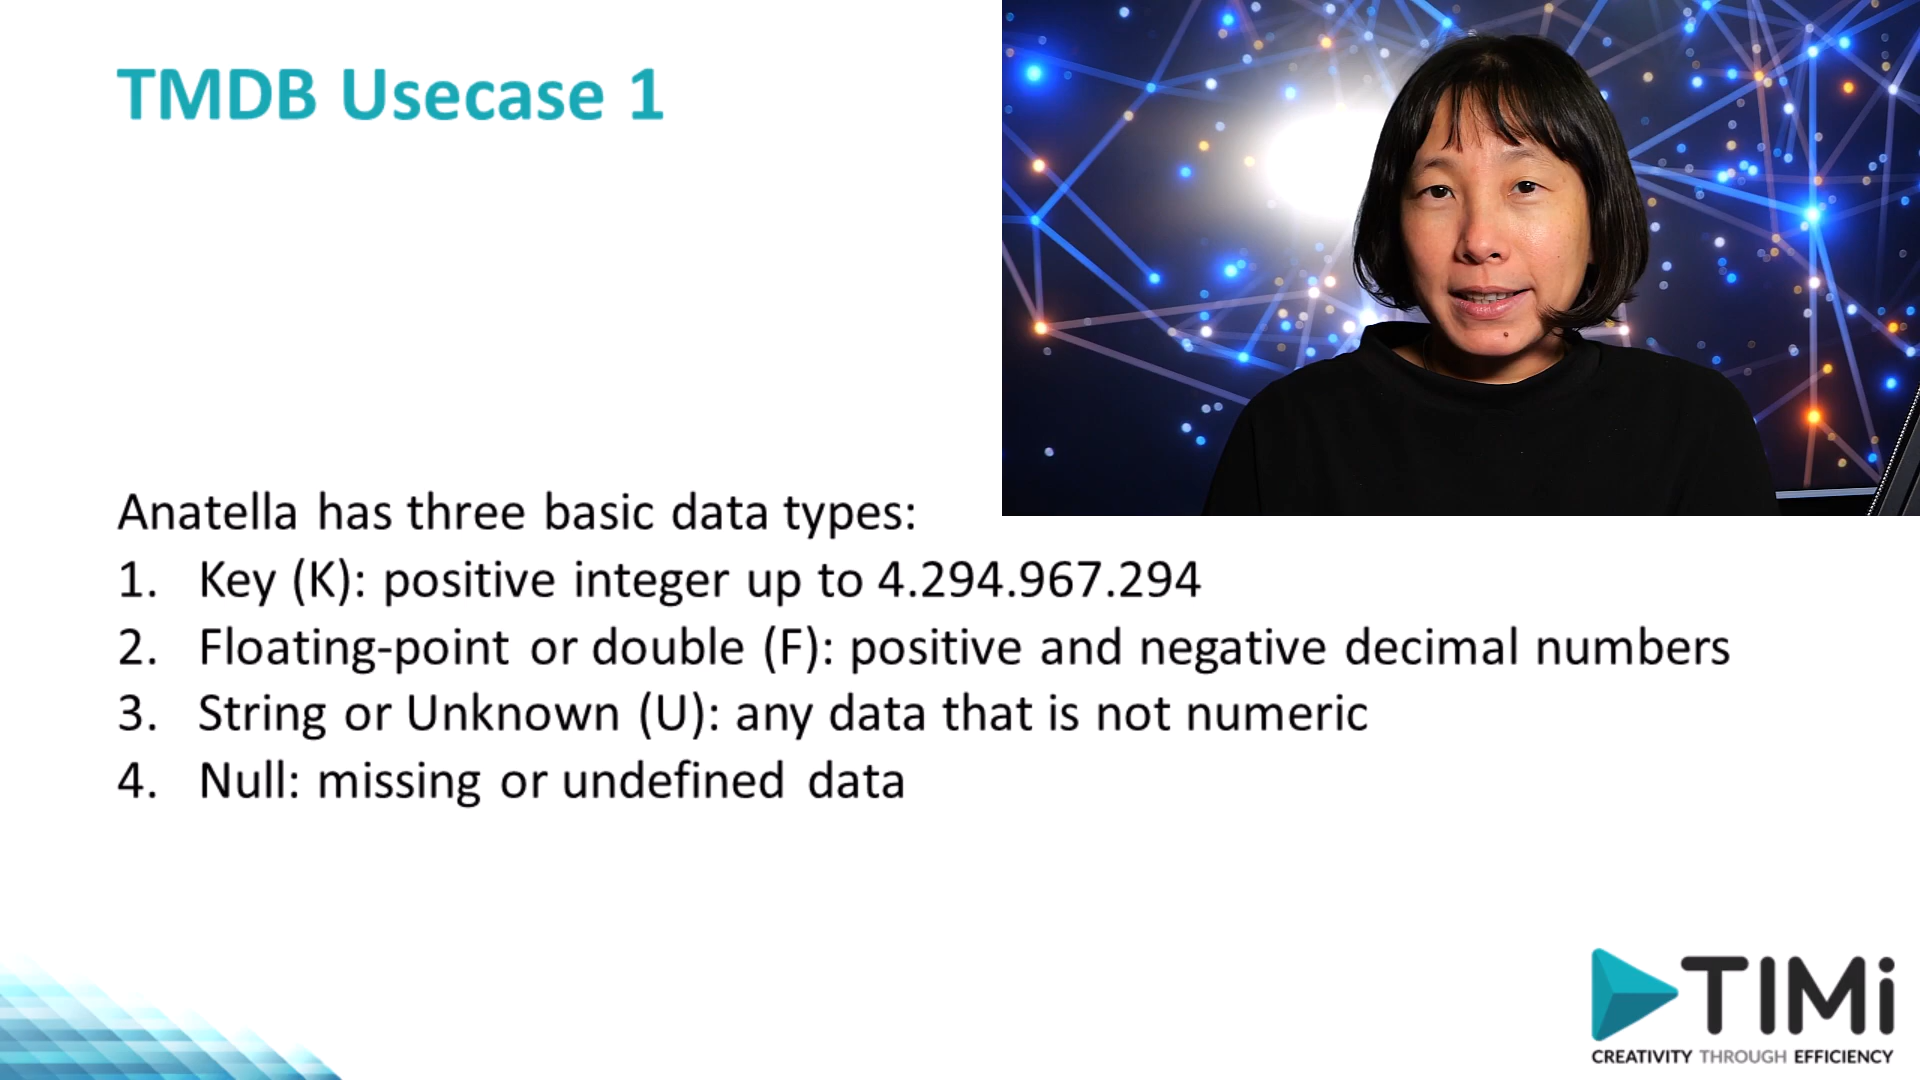 TMDB Usecase 1
Anatella has three basic data types:
1. Key (K): positive integer up to 4.294.967.294
2. Floating-point or double (F): positive and negative decimal numbers
3. String or Unknown (U): any data that is not numeric
4. Null: missing or undefined data
TIMi
CREATIVITY THROUGH EFFICIENCY